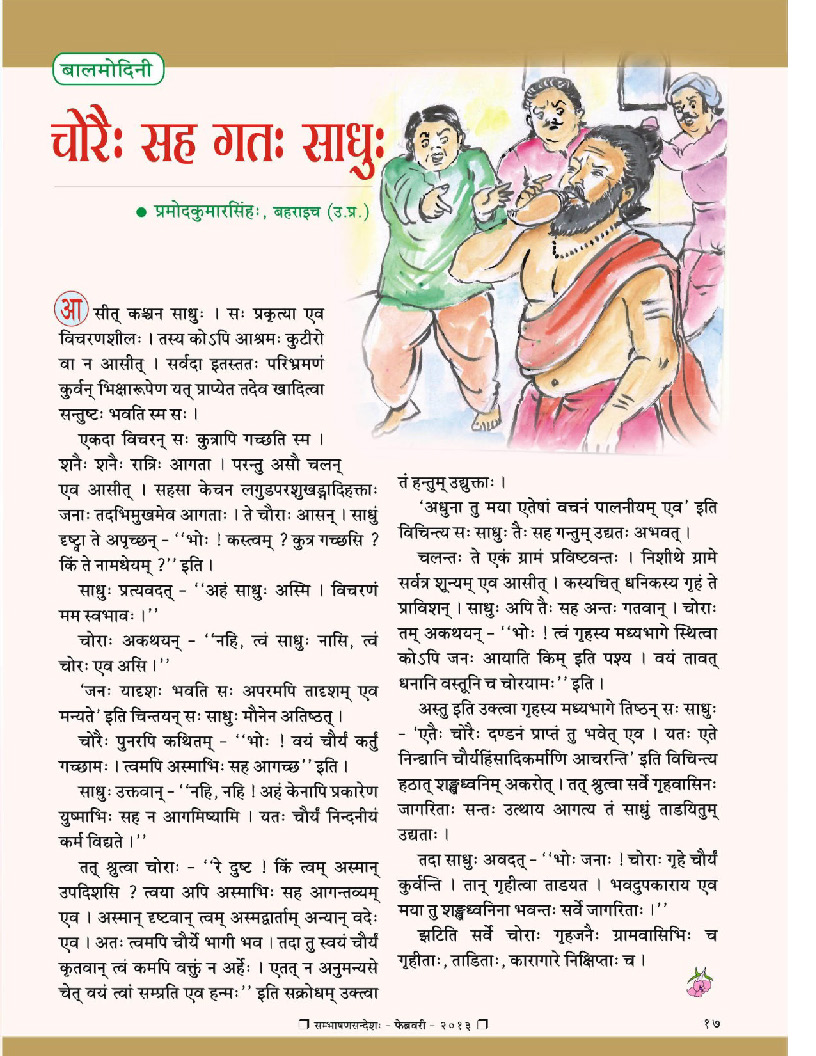 बालमोदिनी
चोरैः सह गतः साधुः
● प्रमोदकुमारसिंहः, बहराइच (उ.प्र.)
आसीत् कश्चन साधुः । सः प्रकृत्या एव
विचरणशीलः । तस्य कोऽपि आश्रमः कुटीरो
वा न आसीत् । सर्वदा इतस्ततः परिभ्रमणं
कुर्वन् भिक्षारूपेण यत् प्राप्येत तदेव खादित्वा
सन्तुष्टः भवति स्म सः ।
एकदा विचरन् सः कुत्रापि गच्छति स्म ।
शनैः शनैः रात्रिः आगता । परन्तु असौ चलन्
एव आसीत् । सहसा केचन लगुडपरशुखड्गादिहक्ताः
जनाः तदभिमुखमेव आगताः । ते चौराः आसन् । साधुं
दृष्ट्वा ते अपृच्छन् - ‘‘भोः ! कस्त्वम् ? कुत्र गच्छसि ?
किं ते नामधेयम् ?’’ इति ।
साधुः प्रत्यवदत् - ‘‘अहं साधुः अस्मि । विचरणं
मम स्वभावः ।’’
चोराः अकथयन् - ‘‘नहि, त्वं साधुः नासि, त्वं
चोरः एव असि ।’’
‘जनः यादृशः भवति सः अपरमपि तादृशम् एव
मन्यते’ इति चिन्तयन् सः साधुः मौनेन अतिष्ठत् ।
चोरैः पुनरपि कथितम् - ‘‘भोः ! वयं चौर्यं कर्तुं
गच्छामः । त्वमपि अस्माभिः सह आगच्छ’’ इति ।
साधुः उक्तवान् - ‘‘नहि, नहि ! अहं केनापि प्रकारेण
युष्माभिः सह न आगमिष्यामि । यतः चौर्यं निन्दनीयं
कर्म विद्यते ।’’
तत् श्रुत्वा चोराः - ‘‘रे दुष्ट ! किं त्वम् अस्मान्
उपदिशसि ? त्वया अपि अस्माभिः सह आगन्तव्यम्
एव । अस्मान् दृष्टवान् त्वम् अस्मद्वार्ताम् अन्यान् वदेः
एव । अतः त्वमपि चौर्ये भागी भव । तदा तु स्वयं चौर्यं
कृतवान् त्वं कमपि वक्तुं न अर्हेः । एतत् न अनुमन्यसे
चेत् वयं त्वां सम्प्रति एव हन्मः’’ इति सक्रोधम् उक्त्वा
तं हन्तुम् उद्युक्ताः ।
‘अधुना तु मया एतेषां वचनं पालनीयम् एव’ इति
विचिन्त्य सः साधुः तैः सह गन्तुम् उद्यतः अभवत् ।
चलन्तः ते एकं ग्रामं प्रविष्टवन्तः । निशीथे ग्रामे
सर्वत्र शून्यम् एव आसीत् । कस्यचित् धनिकस्य गृहं ते
प्राविशन् । साधुः अपि तैः सह अन्तः गतवान् । चोराः
तम् अकथयन् - ‘‘भोः ! त्वं गृहस्य मध्यभागे स्थित्वा
कोऽपि जनः आयाति किम् इति पश्य । वयं तावत्
धनानि वस्तूनि च चोरयामः’’ इति ।
अस्तु इति उक्त्वा गृहस्य मध्यभागे तिष्ठन् सः साधुः
- ‘एतैः चोरैः दण्डनं प्राप्तं तु भवेत् एव । यतः एते
निन्द्यानि चौर्यहिंसादिकर्माणि आचरन्ति’ इति विचिन्त्य
हठात् शङ्खध्वनिम् अकरोत् । तत् श्रुत्वा सर्वे गृहवासिनः
जागरिताः सन्तः उत्थाय आगत्य तं साधुं ताडयितुम्
उद्यताः ।
तदा साधुः अवदत् - ‘‘भोः जनाः ! चोराः गृहे चौर्यं
कुर्वन्ति । तान् गृहीत्वा ताडयत । भवदुपकाराय एव
मया तु शङ्खध्वनिना भवन्तः सर्वे जागरिताः ।’’
झटिति सर्वे चोराः गृहजनैः ग्रामवासिभिः च
गृहीताः, ताडिताः, कारागारे निक्षिप्ताः च ।
❐ सम्भाषणसन्देशः - फेब्रवरी - २०१३ ❐
१७